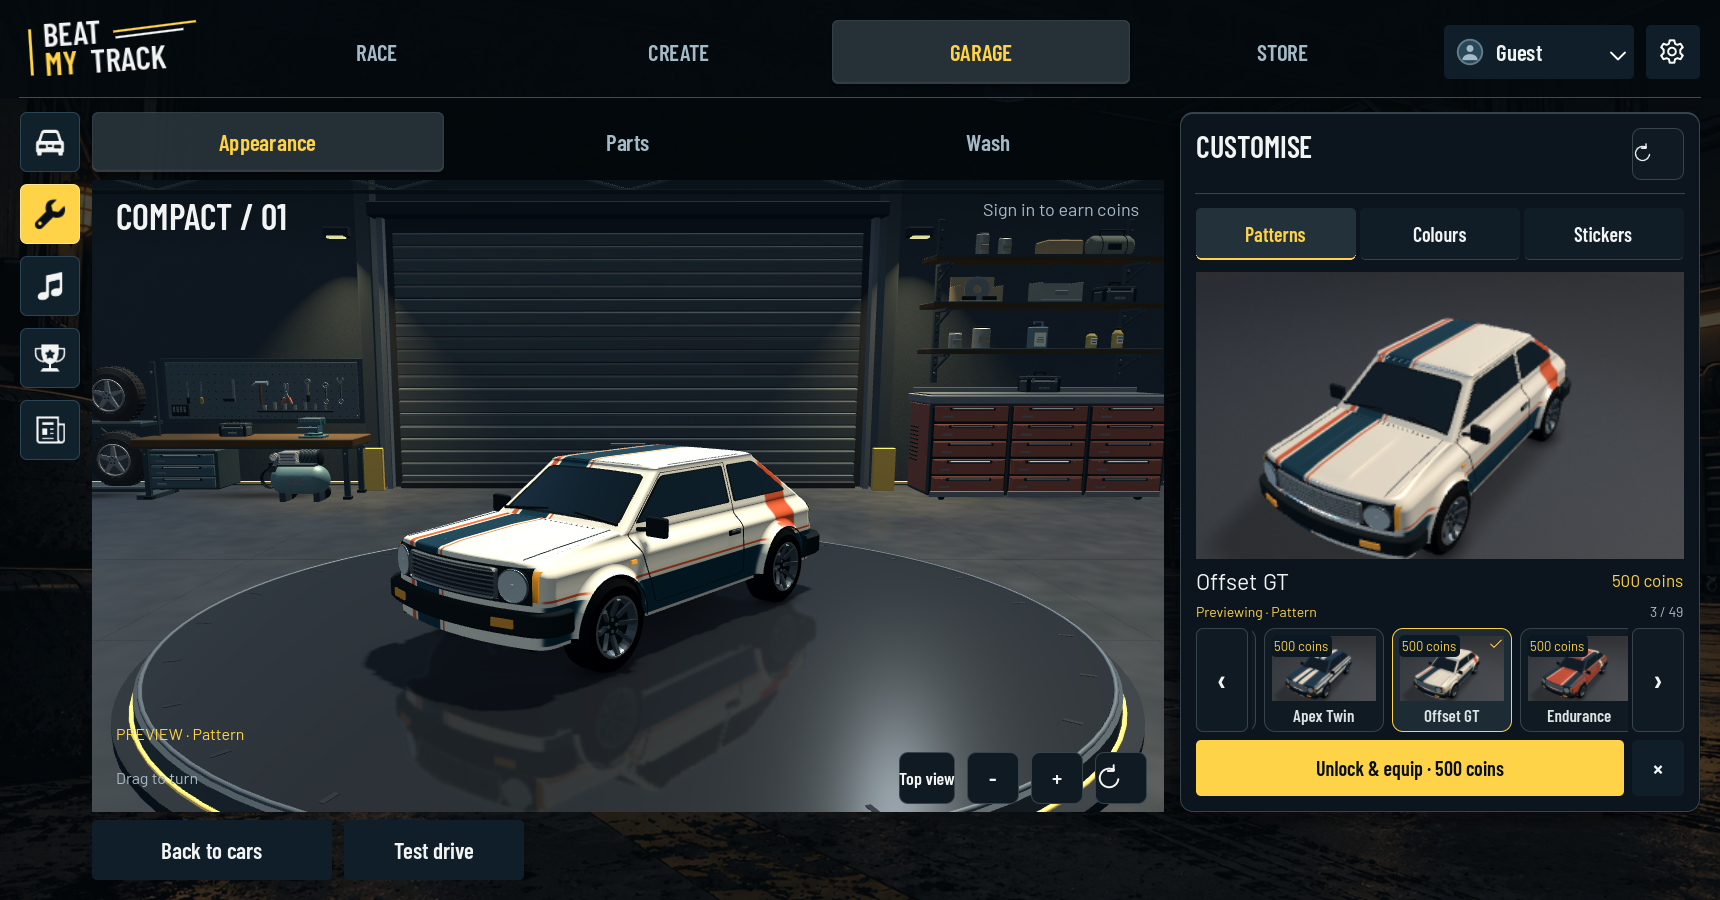 BEAT
MY TRACK
RACE
CREATE
GARAGE
STORE
Guest
Appearance
Parts
Wash
COMPACT / 01
Sign in to earn coins
PREVIEW · Pattern
Drag to turn
Top view
-
+
Back to cars
Test drive
CUSTOMISE
Patterns
Colours
Stickers
Offset GT
500 coins
Previewing · Pattern
3 / 49
‹
500 coins
Apex Twin
500 coins
Offset GT
500 coins
Endurance
›
Unlock & equip · 500 coins
×